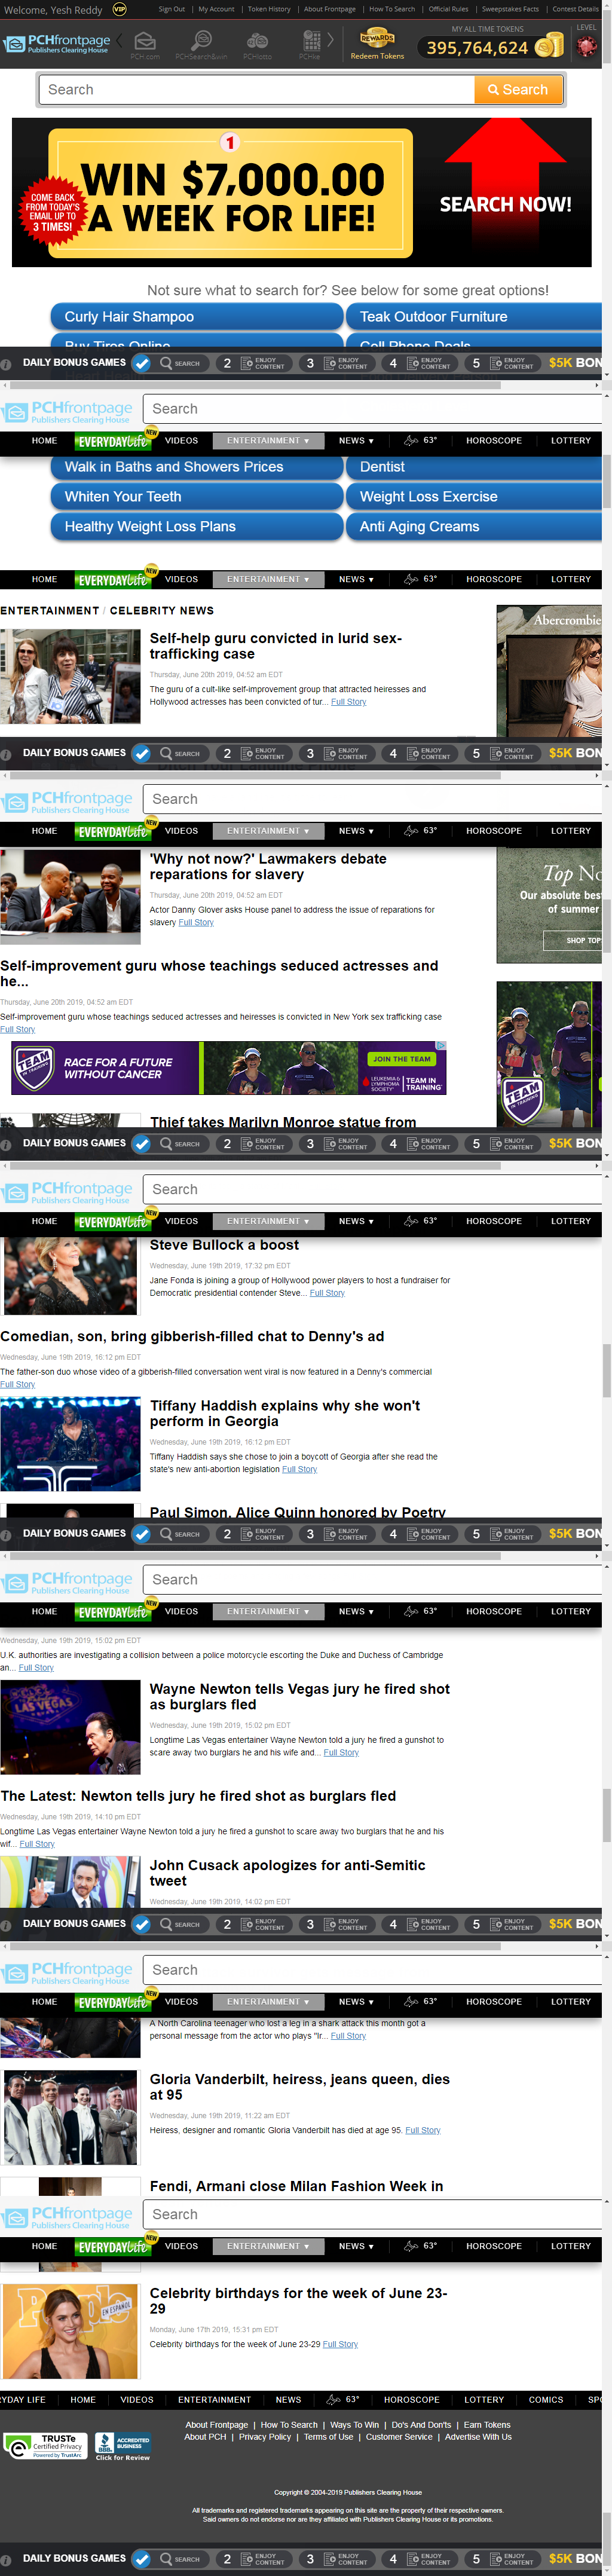 Welcome, Yesh Reddy VIP Sign Out | My Account | Token History | About Frontpage | How To Search | Official Rules | Sweepstakes Facts | Contest Details
PCHfrontpage
Publishers Clearing House
PCH.com PCHSearch&win PCHlotto PCHlive
REWARDS
Redeem Tokens
MY ALL TIME TOKENS
395,764,624
LEVEL
Search Search
1
WIN $7,000.00
A WEEK FOR LIFE!
COME BACK
FROM TODAY'S
EMAIL UP TO
3 TIMES!
SEARCH NOW!
Not sure what to search for? See below for some great options!
Curly Hair Shampoo Teak Outdoor Furniture
Buy Tires Online Cell Phone Deals
DAILY BONUS GAMES SEARCH 2 ENJOY CONTENT 3 ENJOY CONTENT 4 ENJOY CONTENT 5 ENJOY CONTENT $5K BON
PCHfrontpage
Publishers Clearing House
Search
HOME EVERYDAYlife NEW VIDEOS ENTERTAINMENT ▼ NEWS ▼ 63° HOROSCOPE LOTTERY
Walk in Baths and Showers Prices Dentist
Whiten Your Teeth Weight Loss Exercise
Healthy Weight Loss Plans Anti Aging Creams
HOME EVERYDAYlife NEW VIDEOS ENTERTAINMENT ▼ NEWS ▼ 63° HOROSCOPE LOTTERY
ENTERTAINMENT / CELEBRITY NEWS
Abercrombie
Self-help guru convicted in lurid sex-
trafficking case
Thursday, June 20th 2019, 04:52 am EDT
The guru of a cult-like self-improvement group that attracted heiresses and
Hollywood actresses has been convicted of tur... Full Story
DAILY BONUS GAMES SEARCH 2 ENJOY CONTENT 3 ENJOY CONTENT 4 ENJOY CONTENT 5 ENJOY CONTENT $5K BON
PCHfrontpage
Publishers Clearing House
Search
HOME EVERYDAYlife NEW VIDEOS ENTERTAINMENT ▼ NEWS ▼ 63° HOROSCOPE LOTTERY
'Why not now?' Lawmakers debate
reparations for slavery
Thursday, June 20th 2019, 04:52 am EDT
Actor Danny Glover asks House panel to address the issue of reparations for
slavery Full Story
Top No
Our absolute bes
of summer
SHOP TOP
Self-improvement guru whose teachings seduced actresses and
he...
Thursday, June 20th 2019, 04:52 am EDT
Self-improvement guru whose teachings seduced actresses and heiresses is convicted in New York sex trafficking case
Full Story
TEAM
IN TRAINING
RACE FOR A FUTURE
WITHOUT CANCER
JOIN THE TEAM
LEUKEMIA &
LYMPHOMA
SOCIETY
TEAM IN
TRAINING
TEAM
IN TRAINING
Thief takes Marilyn Monroe statue from
DAILY BONUS GAMES SEARCH 2 ENJOY CONTENT 3 ENJOY CONTENT 4 ENJOY CONTENT 5 ENJOY CONTENT $5K BON
PCHfrontpage
Publishers Clearing House
Search
HOME EVERYDAYlife NEW VIDEOS ENTERTAINMENT ▼ NEWS ▼ 63° HOROSCOPE LOTTERY
Steve Bullock a boost
Wednesday, June 19th 2019, 17:32 pm EDT
Jane Fonda is joining a group of Hollywood power players to host a fundraiser for
Democratic presidential contender Steve... Full Story
Comedian, son, bring gibberish-filled chat to Denny's ad
Wednesday, June 19th 2019, 16:12 pm EDT
The father-son duo whose video of a gibberish-filled conversation went viral is now featured in a Denny's commercial
Full Story
Tiffany Haddish explains why she won't
perform in Georgia
Wednesday, June 19th 2019, 16:12 pm EDT
Tiffany Haddish says she chose to join a boycott of Georgia after she read the
state's new anti-abortion legislation Full Story
Paul Simon, Alice Quinn honored by Poetry
DAILY BONUS GAMES SEARCH 2 ENJOY CONTENT 3 ENJOY CONTENT 4 ENJOY CONTENT 5 ENJOY CONTENT $5K BON
PCHfrontpage
Publishers Clearing House
Search
HOME EVERYDAYlife NEW VIDEOS ENTERTAINMENT ▼ NEWS ▼ 63° HOROSCOPE LOTTERY
Wednesday, June 19th 2019, 15:02 pm EDT
U.K. authorities are investigating a collision between a police motorcycle escorting the Duke and Duchess of Cambridge
an... Full Story
Wayne Newton tells Vegas jury he fired shot
as burglars fled
Wednesday, June 19th 2019, 15:02 pm EDT
Longtime Las Vegas entertainer Wayne Newton told a jury he fired a gunshot to
scare away two burglars he and his wife and... Full Story
The Latest: Newton tells jury he fired shot as burglars fled
Wednesday, June 19th 2019, 14:10 pm EDT
Longtime Las Vegas entertainer Wayne Newton told a jury he fired a gunshot to scare away two burglars that he and his
wif... Full Story
John Cusack apologizes for anti-Semitic
tweet
Wednesday, June 19th 2019, 14:02 pm EDT
DAILY BONUS GAMES SEARCH 2 ENJOY CONTENT 3 ENJOY CONTENT 4 ENJOY CONTENT 5 ENJOY CONTENT $5K BON
PCHfrontpage
Publishers Clearing House
Search
HOME EVERYDAYlife NEW VIDEOS ENTERTAINMENT ▼ NEWS ▼ 63° HOROSCOPE LOTTERY
A North Carolina teenager who lost a leg in a shark attack this month got a
personal message from the actor who plays "Ir... Full Story
Gloria Vanderbilt, heiress, jeans queen, dies
at 95
Wednesday, June 19th 2019, 11:22 am EDT
Heiress, designer and romantic Gloria Vanderbilt has died at age 95. Full Story
Fendi, Armani close Milan Fashion Week in
PCHfrontpage
Publishers Clearing House
Search
HOME EVERYDAYlife NEW VIDEOS ENTERTAINMENT ▼ NEWS ▼ 63° HOROSCOPE LOTTERY
EN ESPAÑOL
Celebrity birthdays for the week of June 23-
29
Monday, June 17th 2019, 15:31 pm EDT
Celebrity birthdays for the week of June 23-29 Full Story
RYDAY LIFE HOME VIDEOS ENTERTAINMENT NEWS 63° HOROSCOPE LOTTERY COMICS SPO
About Frontpage | How To Search | Ways To Win | Do's And Don'ts | Earn Tokens
About PCH | Privacy Policy | Terms of Use | Customer Service | Advertise With Us
TRUSTe
Certified Privacy
Powered by TrustArc
BBB
ACCREDITED
BUSINESS
Click for Review
Copyright © 2004-2019 Publishers Clearing House
All trademarks and registered trademarks appearing on this site are the property of their respective owners.
Said owners do not endorse nor are they affiliated with Publishers Clearing House or its promotions.
DAILY BONUS GAMES SEARCH 2 ENJOY CONTENT 3 ENJOY CONTENT 4 ENJOY CONTENT 5 ENJOY CONTENT $5K BON